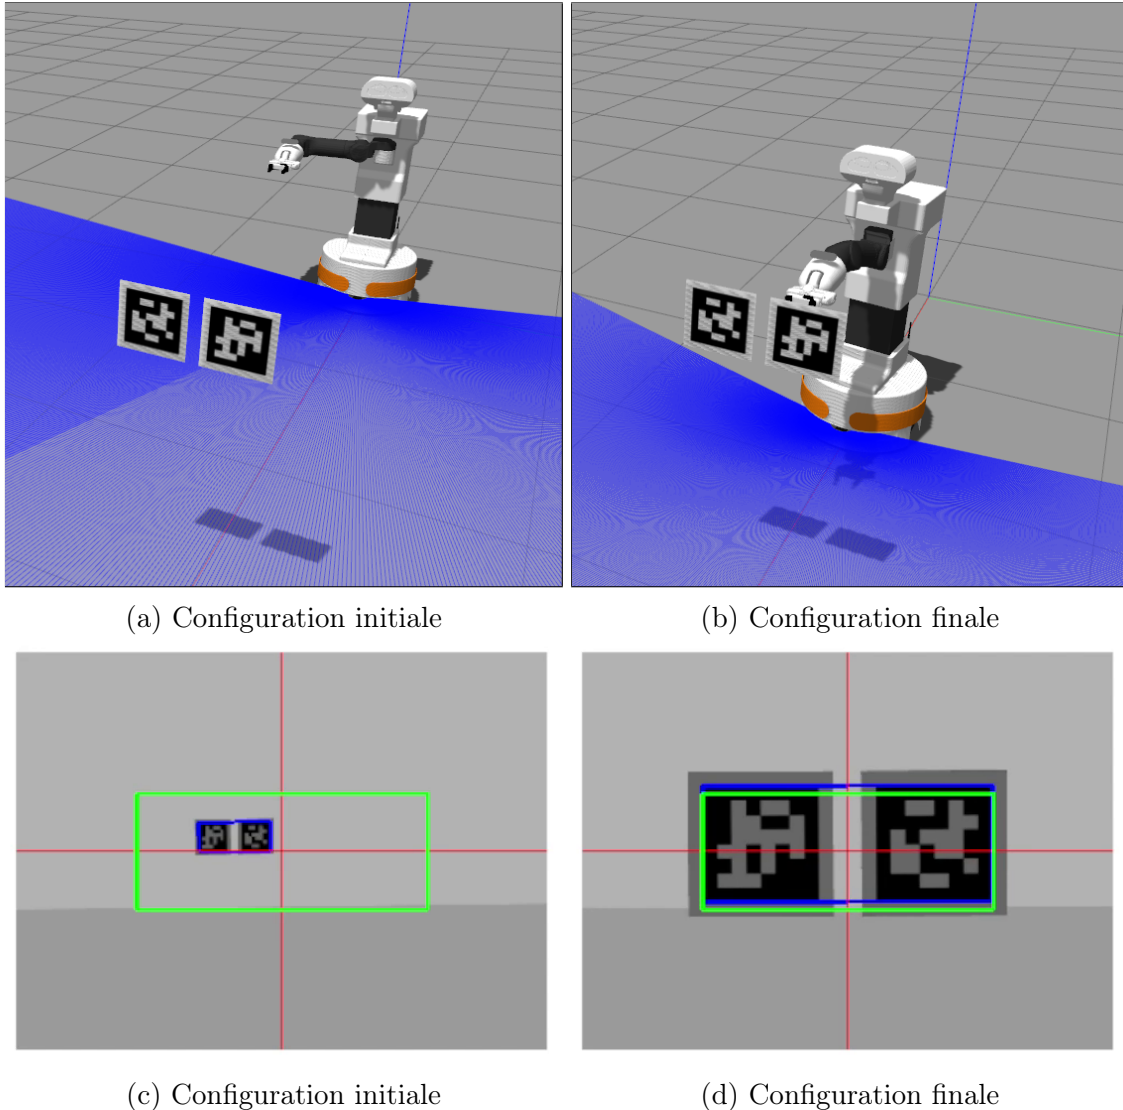 (a) Configuration initiale
(b) Configuration finale
(c) Configuration initiale
(d) Configuration finale